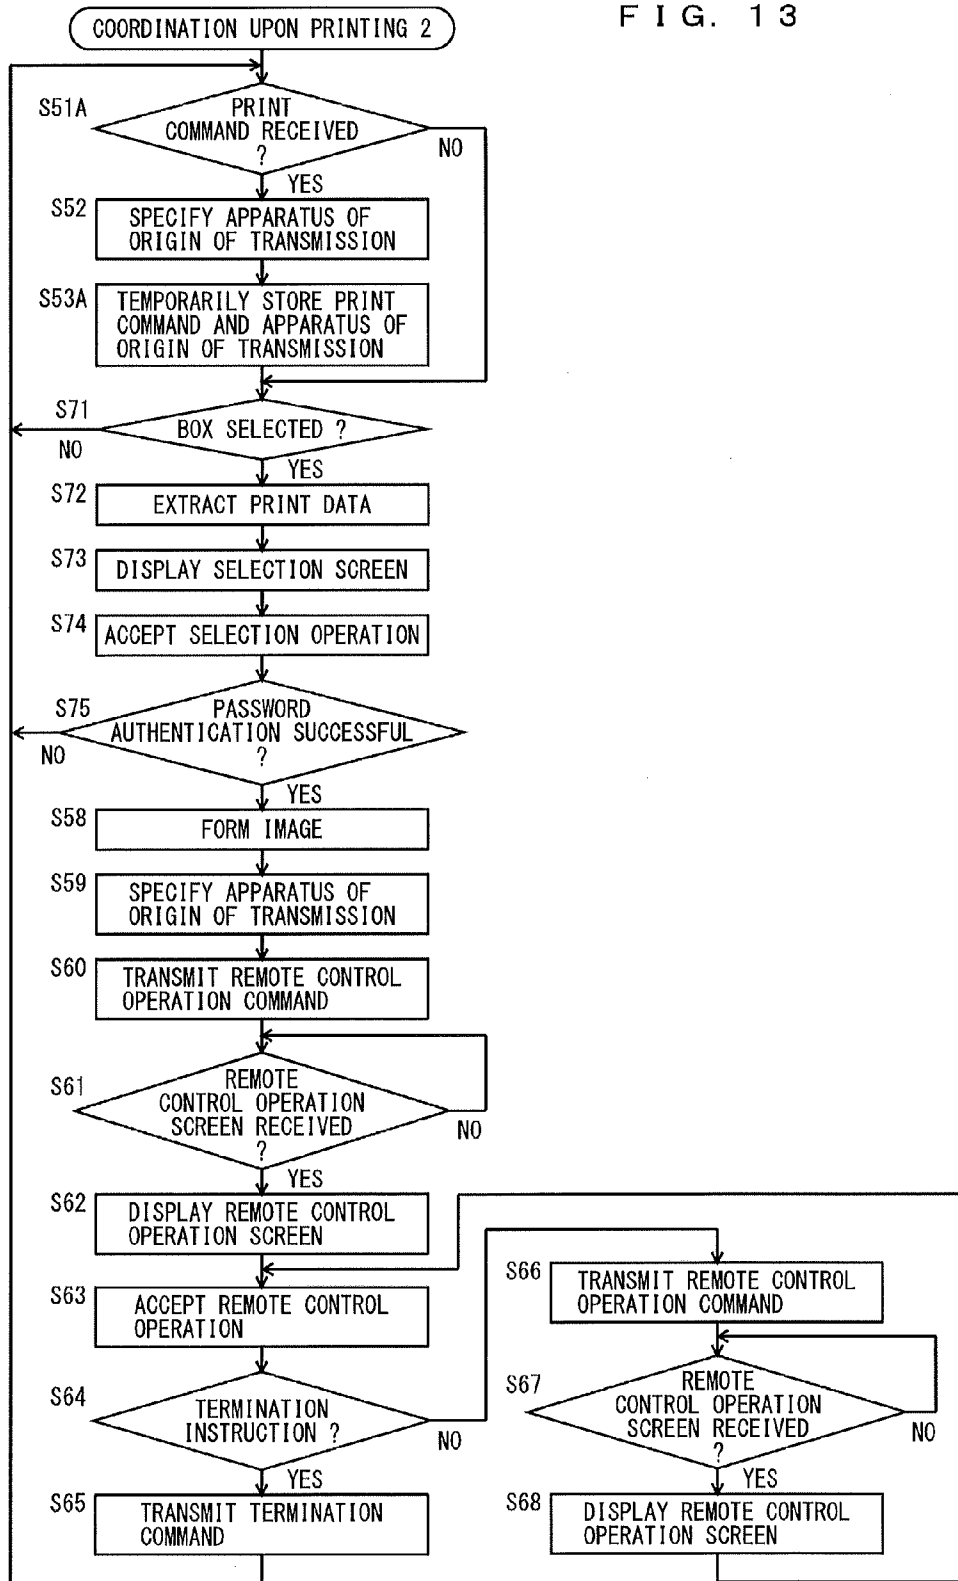 FIG. 13
COORDINATION UPON PRINTING 2
S51A
PRINT
COMMAND RECEIVED
?
NO
YES
S52
SPECIFY APPARATUS OF
ORIGIN OF TRANSMISSION
S53A
TEMPORARILY STORE PRINT
COMMAND AND APPARATUS OF
ORIGIN OF TRANSMISSION
S71
BOX SELECTED ?
NO
YES
S72
EXTRACT PRINT DATA
S73
DISPLAY SELECTION SCREEN
S74
ACCEPT SELECTION OPERATION
S75
PASSWORD
AUTHENTICATION SUCCESSFUL
?
NO
YES
S58
FORM IMAGE
S59
SPECIFY APPARATUS OF
ORIGIN OF TRANSMISSION
S60
TRANSMIT REMOTE CONTROL
OPERATION COMMAND
S61
REMOTE
CONTROL OPERATION
SCREEN RECEIVED
?
NO
YES
S62
DISPLAY REMOTE CONTROL
OPERATION SCREEN
S63
ACCEPT REMOTE CONTROL
OPERATION
S64
TERMINATION
INSTRUCTION ?
NO
YES
S65
TRANSMIT TERMINATION
COMMAND
S66
TRANSMIT REMOTE CONTROL
OPERATION COMMAND
S67
REMOTE
CONTROL OPERATION
SCREEN RECEIVED
?
NO
YES
S68
DISPLAY REMOTE CONTROL
OPERATION SCREEN